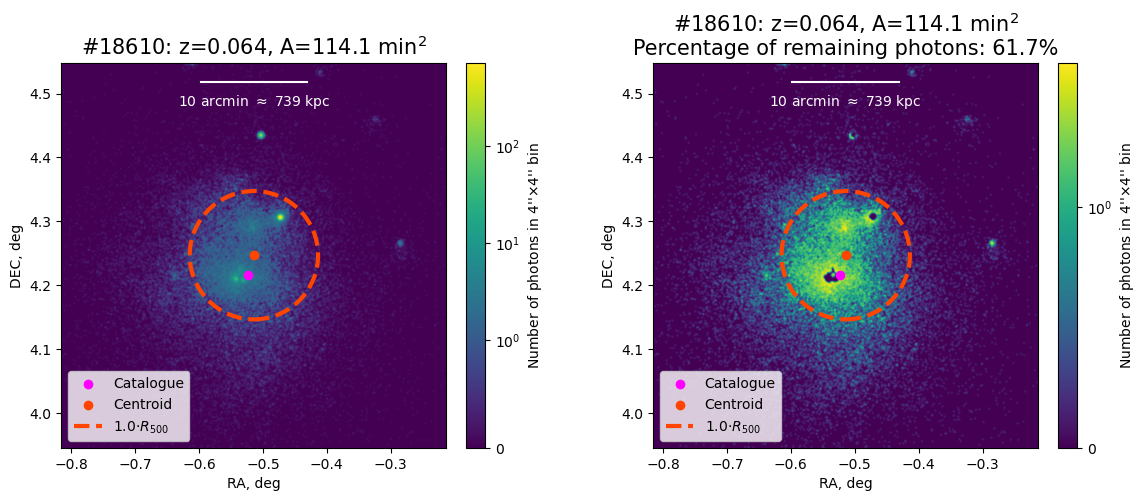 #18610: z=0.064, A=114.1 min²
10 arcmin ≈ 739 kpc
4.5
4.4
4.3
4.2
4.1
4.0
DEC, deg
Catalogue
Centroid
1.0·R₅₀₀
−0.8 −0.7 −0.6 −0.5 −0.4 −0.3
RA, deg
10²
10¹
10⁰
0
Number of photons in 4''×4'' bin
#18610: z=0.064, A=114.1 min²
Percentage of remaining photons: 61.7%
10 arcmin ≈ 739 kpc
4.5
4.4
4.3
4.2
4.1
4.0
DEC, deg
Catalogue
Centroid
1.0·R₅₀₀
−0.8 −0.7 −0.6 −0.5 −0.4 −0.3
RA, deg
10⁰
0
Number of photons in 4''×4'' bin